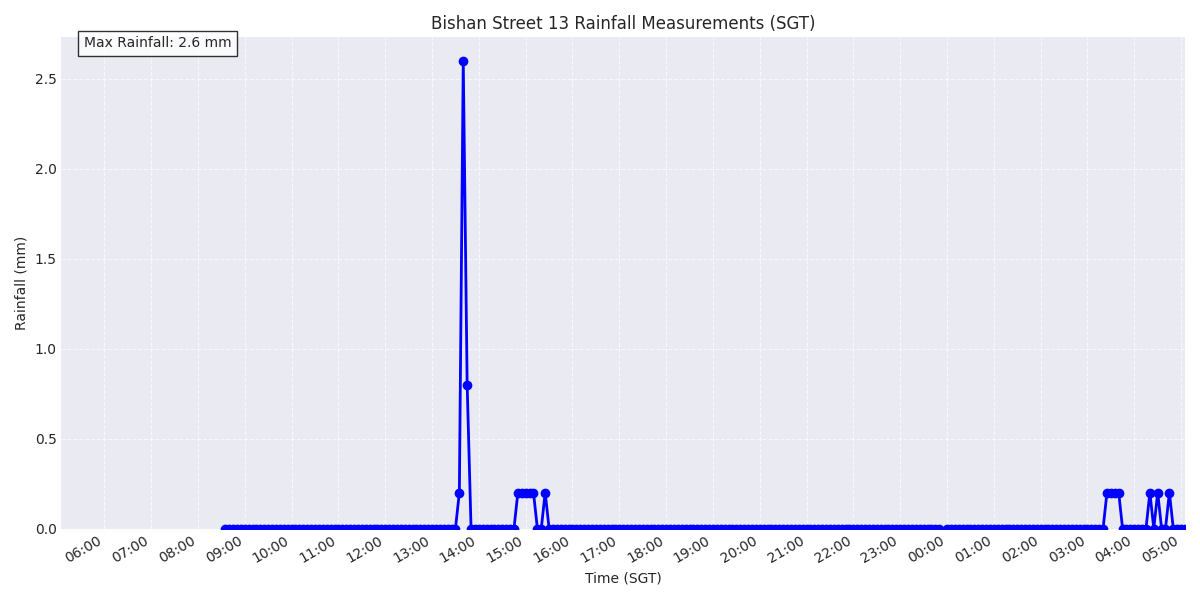 Bishan Street 13 Rainfall Measurements (SGT)
Max Rainfall: 2.6 mm
2.5
2.0
1.5
1.0
0.5
0.0
Rainfall (mm)
06:00 07:00 08:00 09:00 10:00 11:00 12:00 13:00 14:00 15:00 16:00 17:00 18:00 19:00 20:00 21:00 22:00 23:00 00:00 01:00 02:00 03:00 04:00 05:00
Time (SGT)